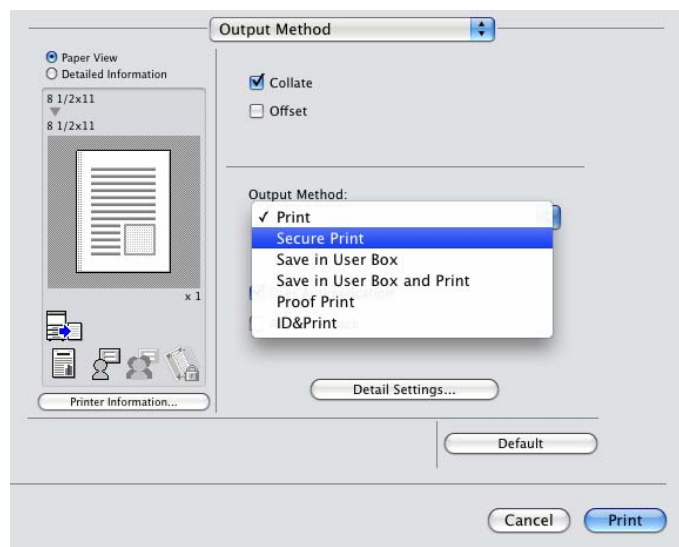 Output Method
Paper View
Detailed Information
8 1/2x11
8 1/2x11
x 1
Printer Information...
Collate
Offset
Output Method:
✓ Print
Secure Print
Save in User Box
Save in User Box and Print
Proof Print
ID&Print
Detail Settings...
Default
Cancel
Print